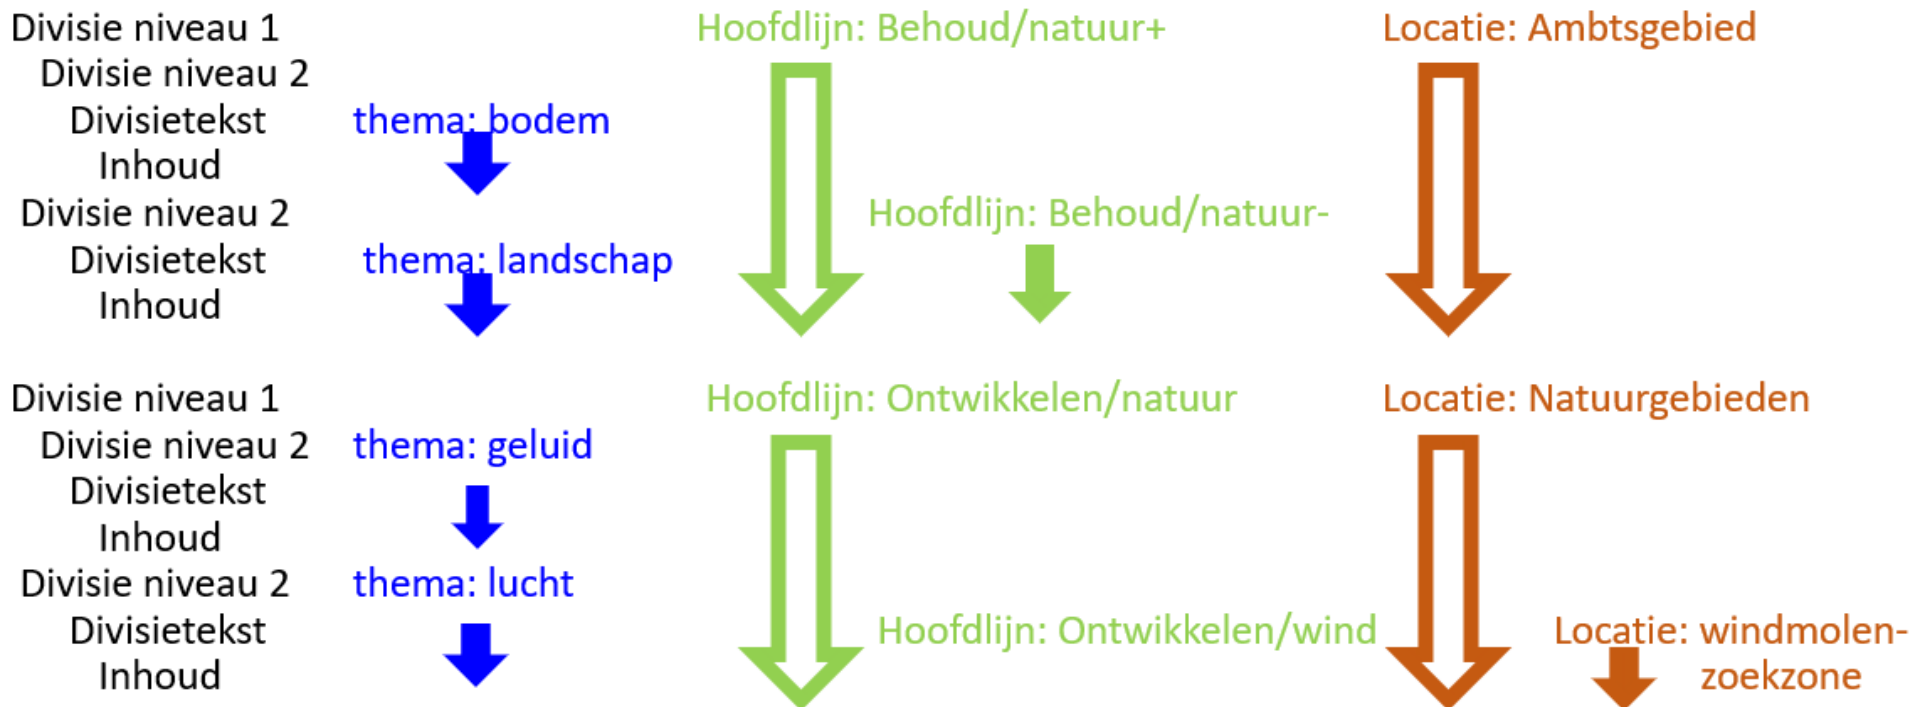 Divisie niveau 1 Hoofdlijn: Behoud/natuur+ Locatie: Ambtsgebied
Divisie niveau 2
Divisietekst thema: bodem
Inhoud
Divisie niveau 2 Hoofdlijn: Behoud/natuur-
Divisietekst thema: landschap
Inhoud
Divisie niveau 1 Hoofdlijn: Ontwikkelen/natuur Locatie: Natuurgebieden
Divisie niveau 2 thema: geluid
Divisietekst
Inhoud
Divisie niveau 2 thema: lucht
Divisietekst Hoofdlijn: Ontwikkelen/wind Locatie: windmolen-
Inhoud zoekzone